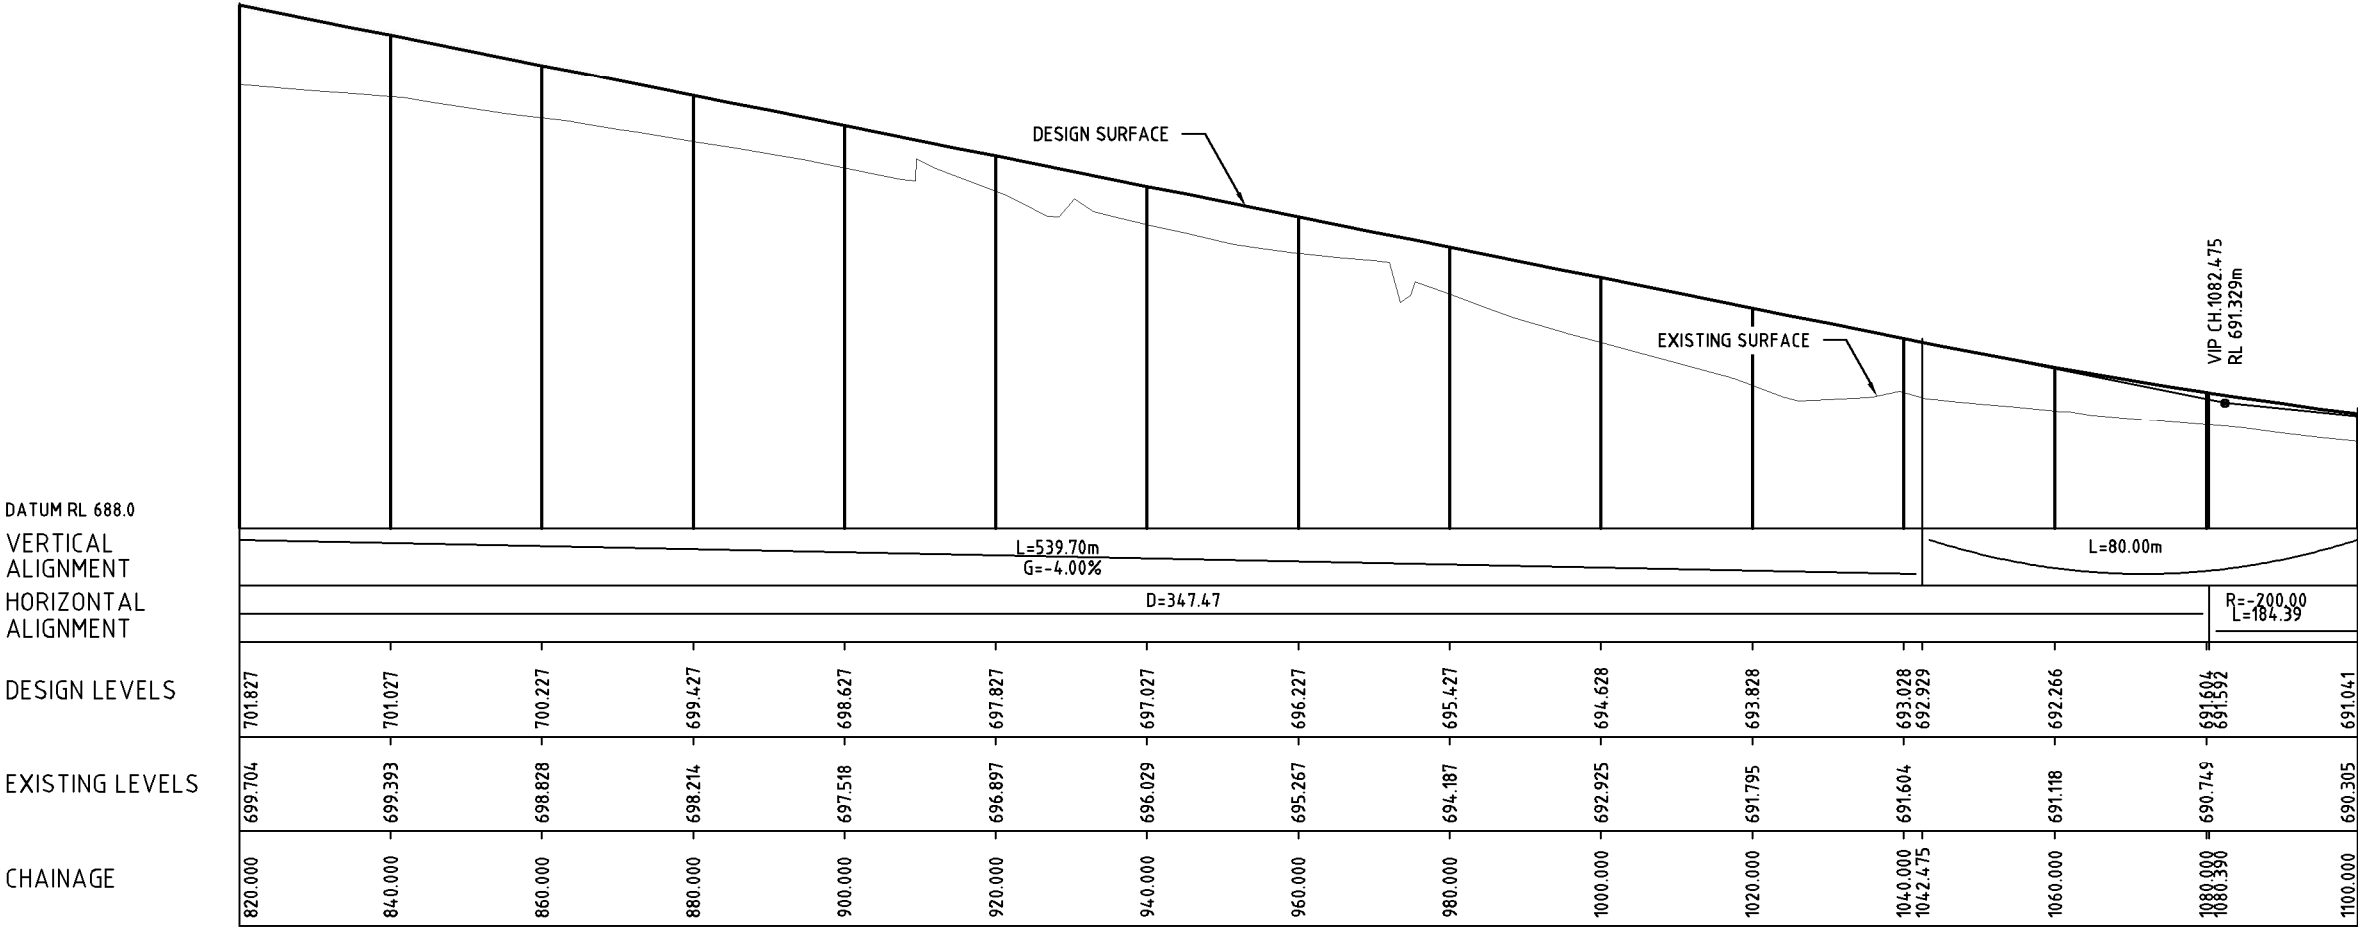 DESIGN SURFACE
EXISTING SURFACE
VIP CH.1082.475
RL 691.329m
DATUM RL 688.0
VERTICAL
ALIGNMENT
L=539.70m
G=-4.00%
L=80.00m
HORIZONTAL
ALIGNMENT
D=347.47
R=-200.00
L=184.39
DESIGN LEVELS
701.827
701.027
700.227
699.427
698.627
697.827
697.027
696.227
695.427
694.628
693.828
693.028
692.929
692.266
691.604
691.592
691.041
EXISTING LEVELS
699.704
699.393
698.828
698.214
697.518
696.897
696.029
695.267
694.187
692.925
691.795
691.604
691.118
690.749
690.305
CHAINAGE
820.000
840.000
860.000
880.000
900.000
920.000
940.000
960.000
980.000
1000.000
1020.000
1040.000
1042.475
1060.000
1080.000
1080.390
1100.000